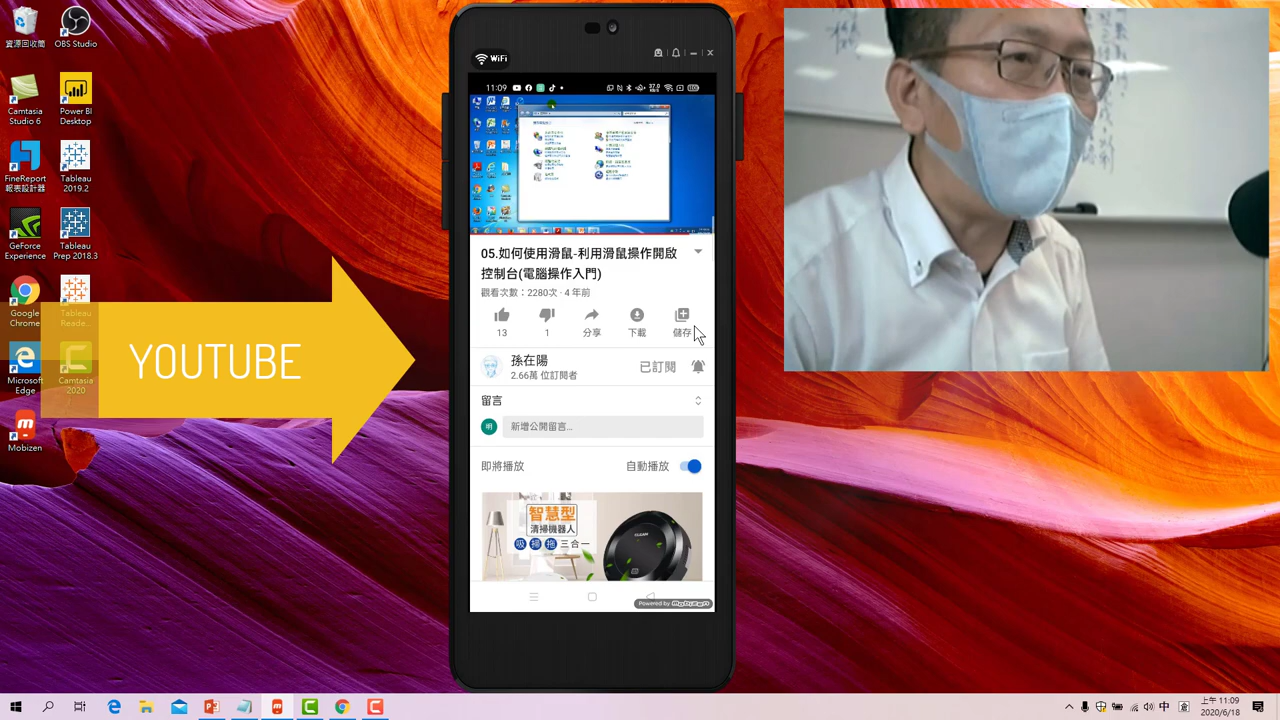 資源回收筒
OBS Studio
Camtasia
Studio 6
Power BI
Desktop
FineReport
報表設計器
Tableau
2019.2
GeForce
Experience
Tableau
Prep 2018.3
Google
Chrome
Tableau
Reade...
Microsoft
Edge
Camtasia
2020
Mobizen
YOUTUBE
WiFi
11:09
05.如何使用滑鼠-利用滑鼠操作開啟
控制台(電腦操作入門)
觀看次數：2280次 · 4 年前
13
1
分享
下載
儲存
孫在陽
2.66萬 位訂閱者
已訂閱
留言
明
新增公開留言...
即將播放
自動播放
智慧型
清掃機器人
吸 掃 拖 三合一
Powered by mobizen
中
上午 11:09
2020/6/18